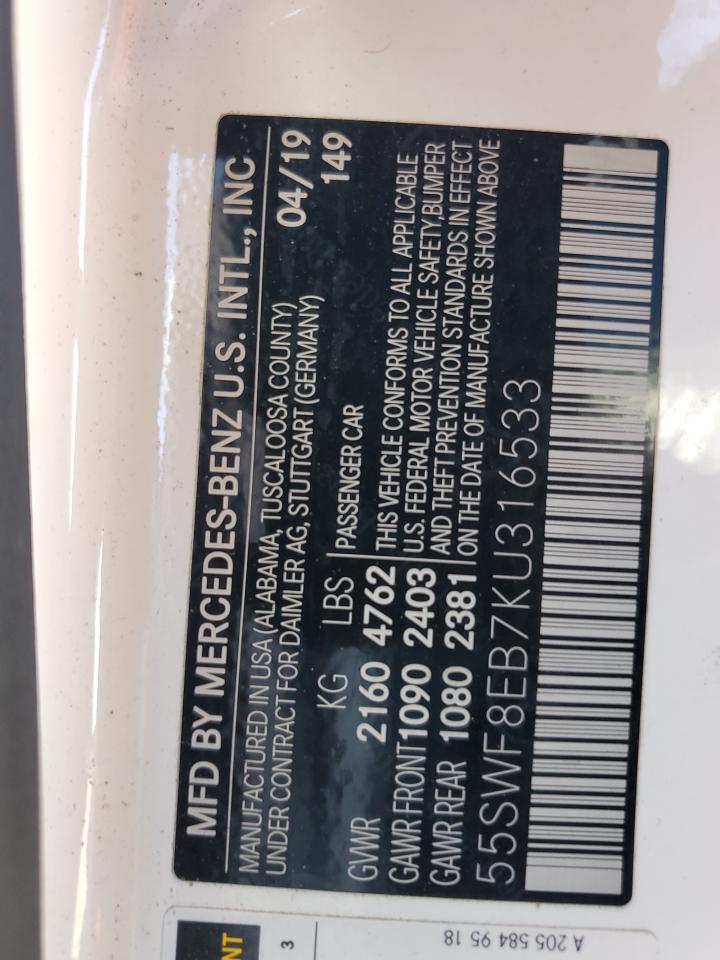 MFD BY MERCEDES-BENZ U.S. INTL., INC
MANUFACTURED IN USA (ALABAMA, TUSCALOOSA COUNTY) 04/19
UNDER CONTRACT FOR DAIMLER AG, STUTTGART (GERMANY) 149
KG LBS PASSENGER CAR
GVWR 2160 4762
GAWR FRONT 1090 2403
GAWR REAR 1080 2381
THIS VEHICLE CONFORMS TO ALL APPLICABLE
U.S. FEDERAL MOTOR VEHICLE SAFETY,BUMPER
AND THEFT PREVENTION STANDARDS IN EFFECT
ON THE DATE OF MANUFACTURE SHOWN ABOVE
55SWF8EB7KU316533
NT
3
A 205 584 95 18